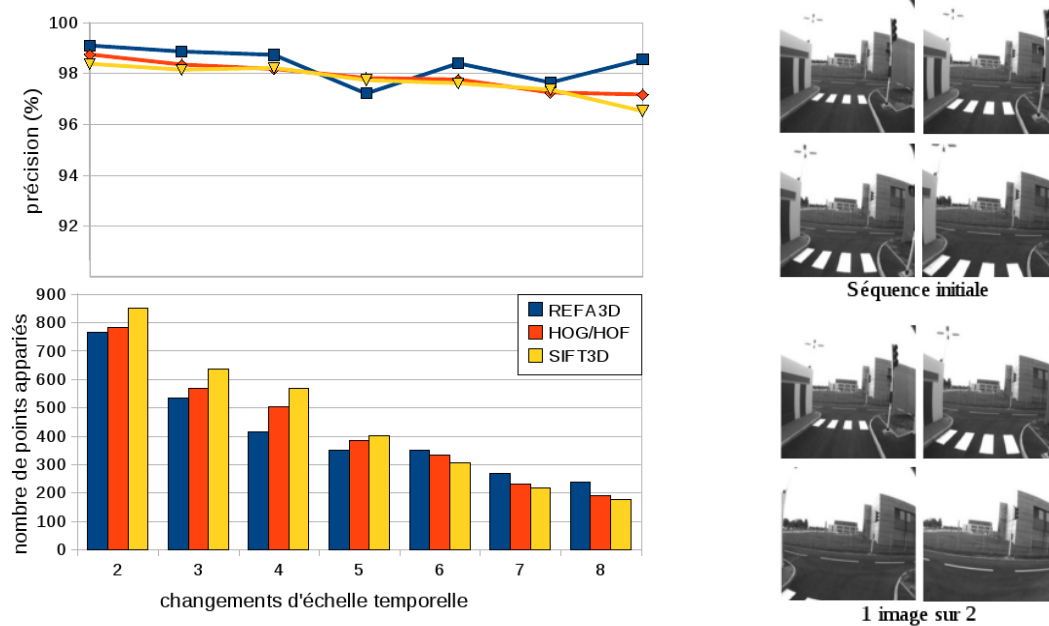 100
98
96
94
92
précision (%)
900
800
700
600
500
400
300
200
100
0
nombre de points appariés
REFA3D
HOG/HOF
SIFT3D
2 3 4 5 6 7 8
changements d'échelle temporelle
Séquence initiale
1 image sur 2